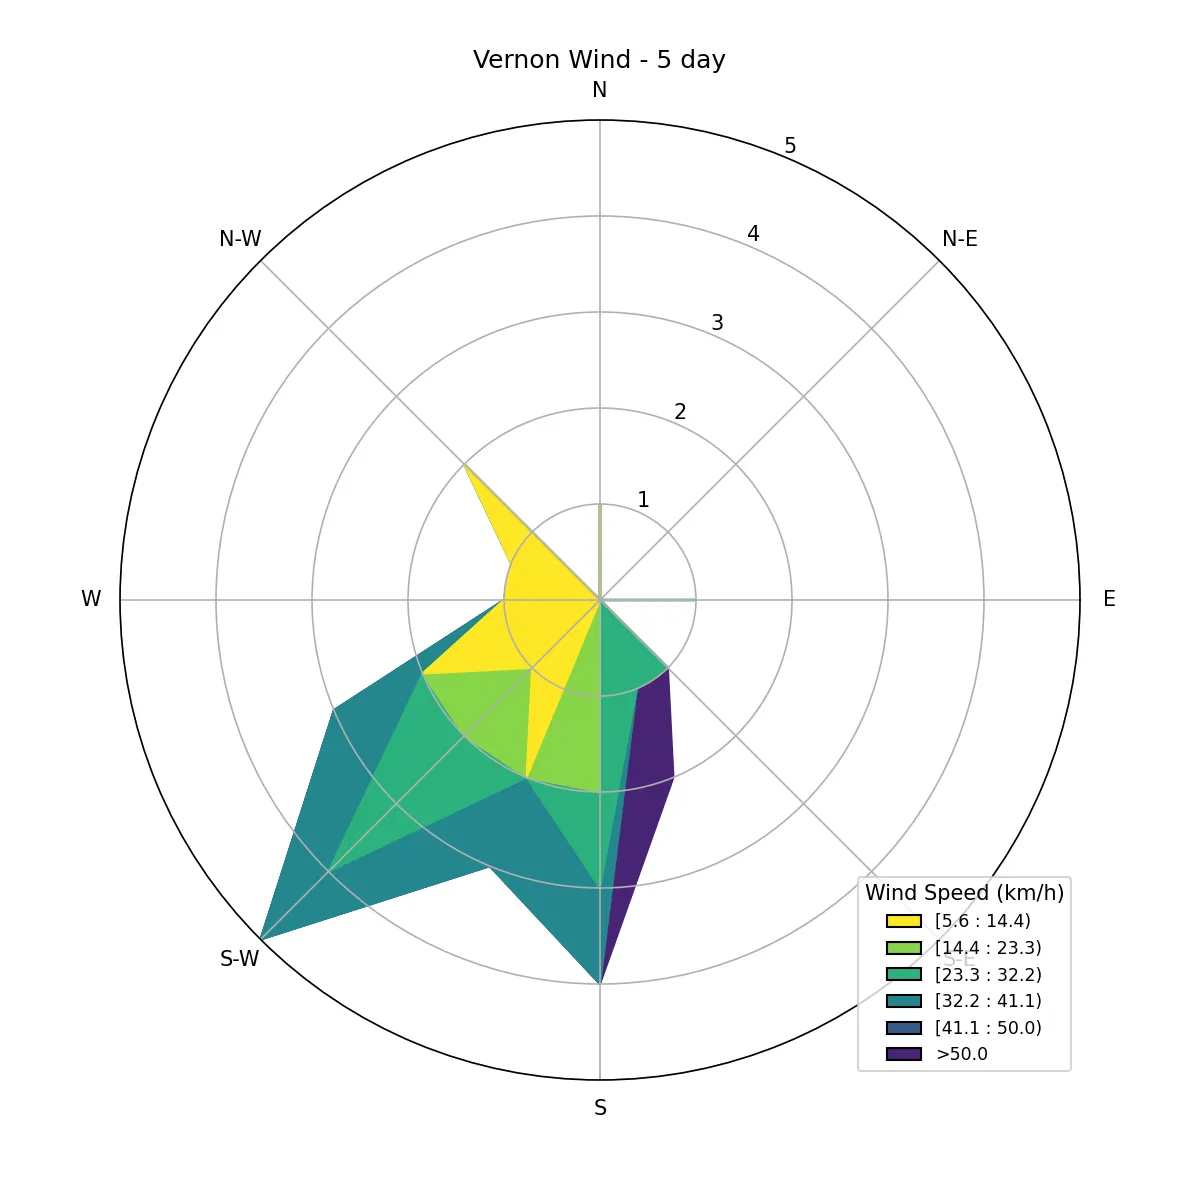 Vernon Wind - 5 day
N
5
N-W
N-E
4
3
2
1
W
E
Wind Speed (km/h)
[5.6 : 14.4)
[14.4 : 23.3)
[23.3 : 32.2)
[32.2 : 41.1)
[41.1 : 50.0)
>50.0
S-W
S-E
S